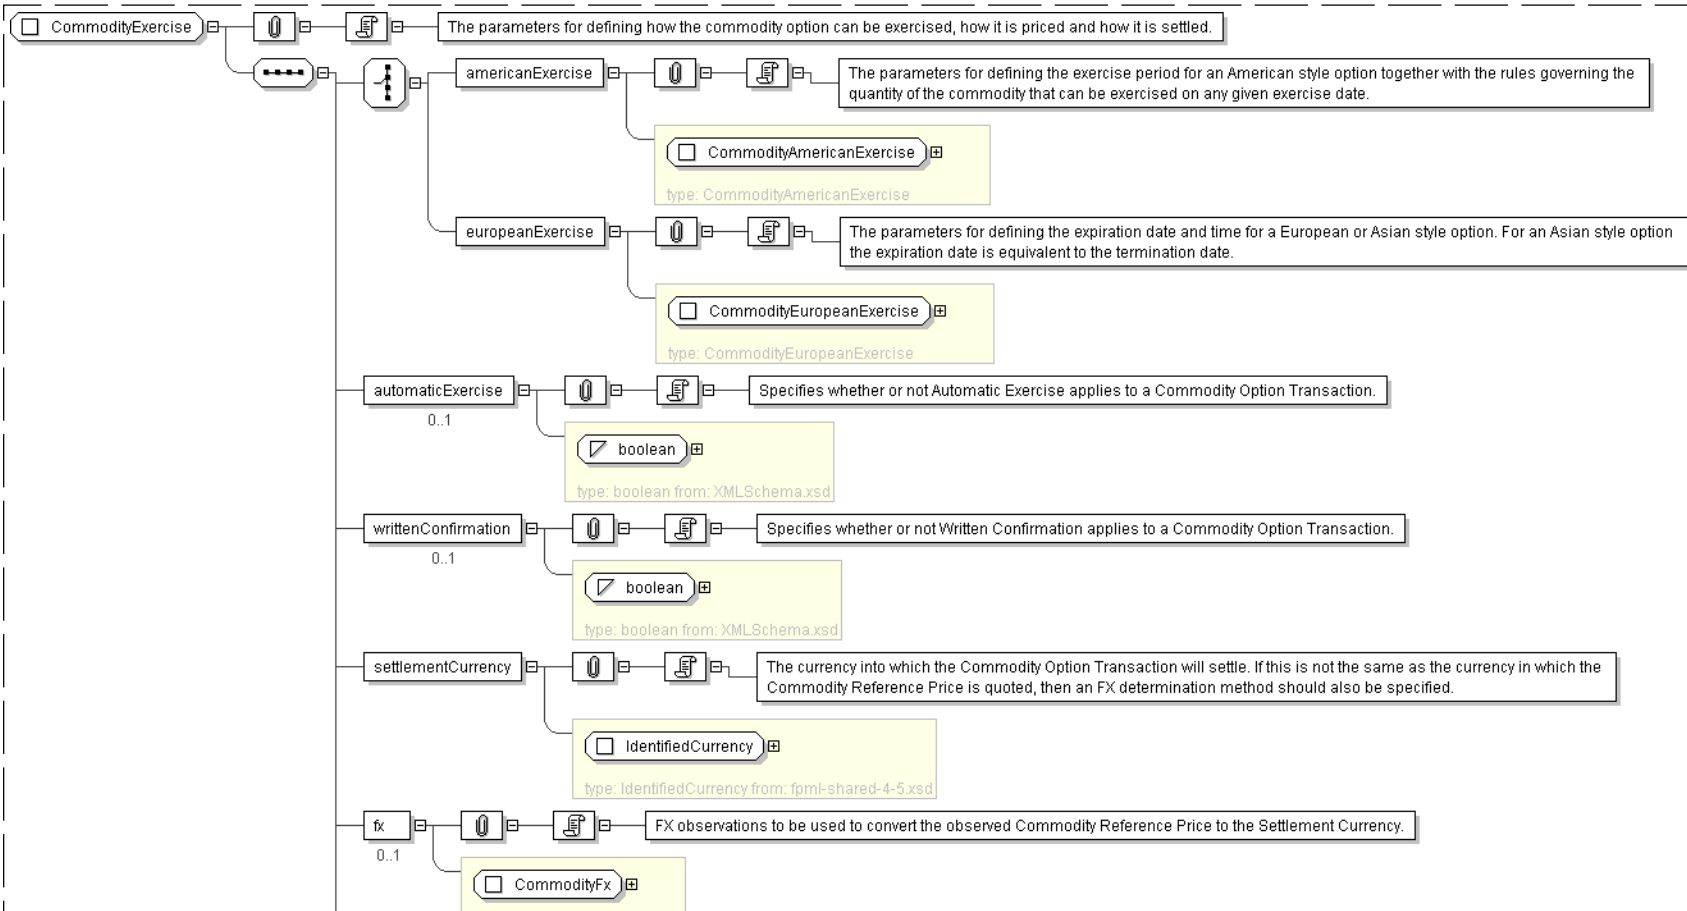 CommodityExercise
The parameters for defining how the commodity option can be exercised, how it is priced and how it is settled.
americanExercise
The parameters for defining the exercise period for an American style option together with the rules governing the
quantity of the commodity that can be exercised on any given exercise date.
CommodityAmericanExercise
type: CommodityAmericanExercise
europeanExercise
The parameters for defining the expiration date and time for a European or Asian style option. For an Asian style option
the expiration date is equivalent to the termination date.
CommodityEuropeanExercise
type: CommodityEuropeanExercise
automaticExercise
Specifies whether or not Automatic Exercise applies to a Commodity Option Transaction.
0..1
boolean
type: boolean from: XMLSchema.xsd
writtenConfirmation
Specifies whether or not Written Confirmation applies to a Commodity Option Transaction.
0..1
boolean
type: boolean from: XMLSchema.xsd
settlementCurrency
The currency into which the Commodity Option Transaction will settle. If this is not the same as the currency in which the
Commodity Reference Price is quoted, then an FX determination method should also be specified.
IdentifiedCurrency
type: IdentifiedCurrency from: fpml-shared-4-5.xsd
fx
FX observations to be used to convert the observed Commodity Reference Price to the Settlement Currency.
0..1
CommodityFx